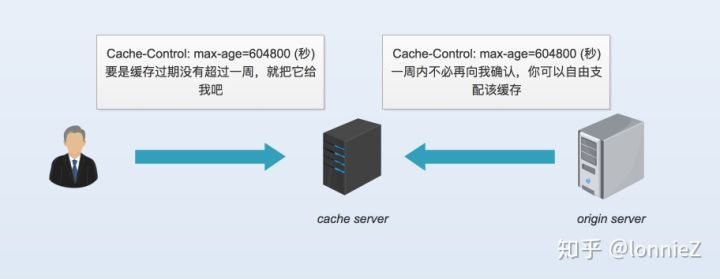 Cache-Control: max-age=604800 (秒)
要是缓存过期没有超过一周，就把它给
我吧
Cache-Control: max-age=604800 (秒)
一周内不必再向我确认，你可以自由支
配该缓存
cache server
origin server
知乎 @lonnieZ